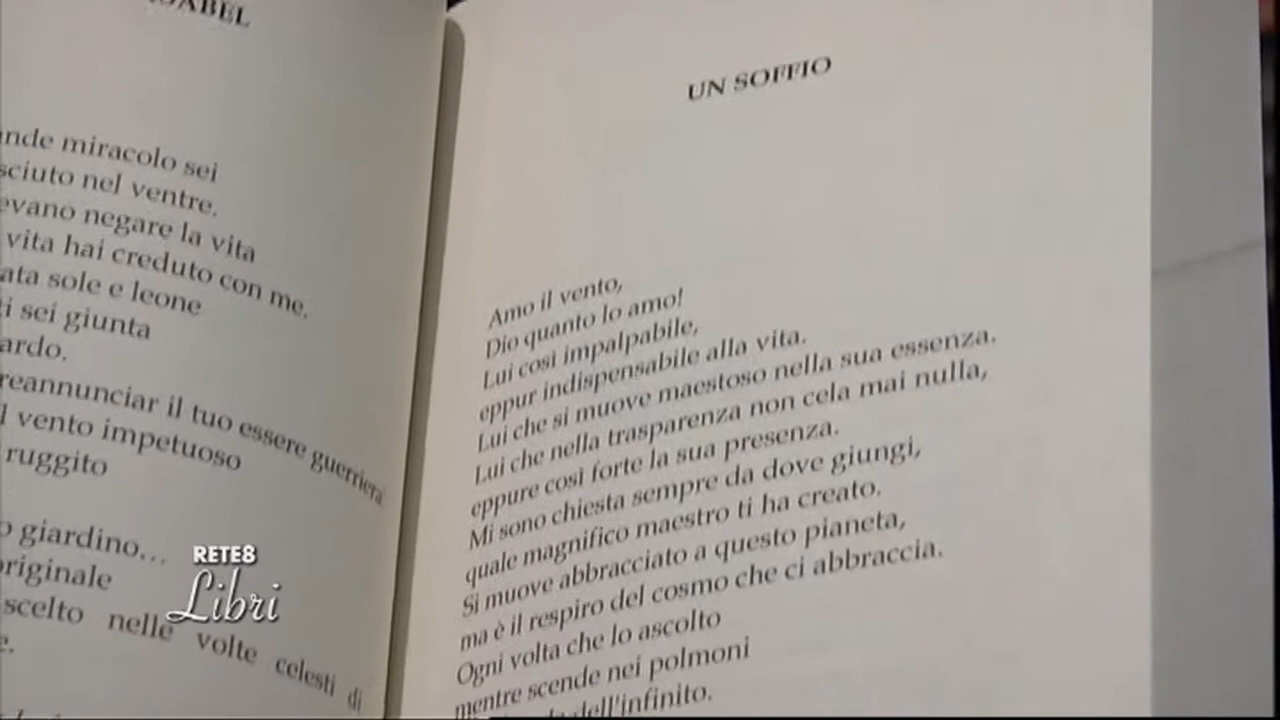 ande miracolo sei
sciuto nel ventre.
evano negare la vita
vita hai creduto con me,
ata sole e leone
ti sei giunta
ardo.
reannunciar il tuo essere guerriera
l vento impetuoso
ruggito
o giardino...
originale
scelto nelle volte celesti di
e.
UN SOFFIO
Amo il vento,
Dio quanto lo amo!
Lui così impalpabile,
eppur indispensabile alla vita.
Lui che si muove maestoso nella sua essenza.
Lui che nella trasparenza non cela mai nulla,
eppure così forte la sua presenza.
Mi sono chiesta sempre da dove giungi,
quale magnifico maestro ti ha creato.
Si muove abbracciato a questo pianeta,
ma è il respiro del cosmo che ci abbraccia.
Ogni volta che lo ascolto
mentre scende nei polmoni
dell'infinito.
RETE8
Libri